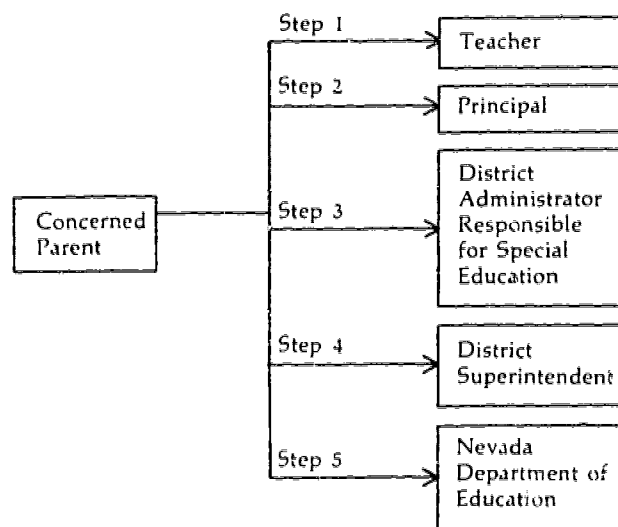 Step 1
Teacher
Step 2
Principal
Concerned
Parent
Step 3
District
Administrator
Responsible
for Special
Education
Step 4
District
Superintendent
Step 5
Nevada
Department of
Education